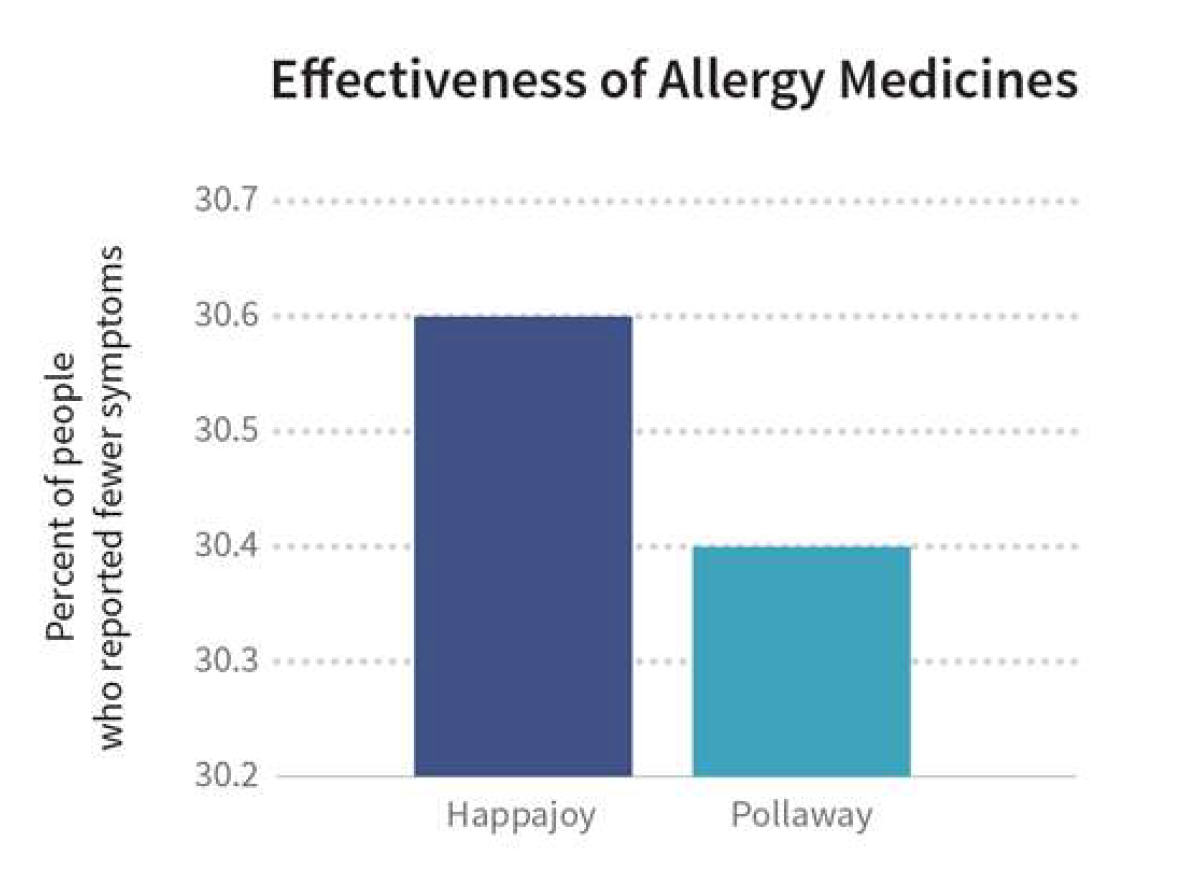 Effectiveness of Allergy Medicines
Percent of people
who reported fewer symptoms
30.7
30.6
30.5
30.4
30.3
30.2
Happajoy
Pollaway